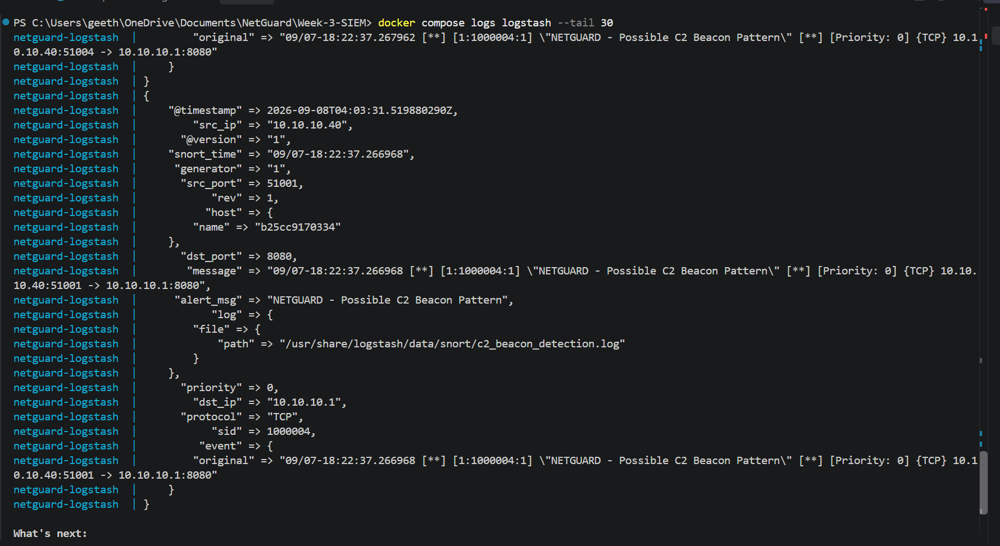 PS C:\Users\geeth\OneDrive\Documents\NetGuard\Week-3-SIEM> docker compose logs logstash --tail 30
netguard-logstash  |         "original" => "09/07-18:22:37.267962 [**] [1:1000004:1] \"NETGUARD - Possible C2 Beacon Pattern\" [**] [Priority: 0] {TCP} 10.1
0.10.40:51004 -> 10.10.10.1:8080"
netguard-logstash  |     }
netguard-logstash  | }
netguard-logstash  | {
netguard-logstash  |     "@timestamp" => 2026-09-08T04:03:31.519880290Z,
netguard-logstash  |         "src_ip" => "10.10.10.40",
netguard-logstash  |       "@version" => "1",
netguard-logstash  |     "snort_time" => "09/07-18:22:37.266968",
netguard-logstash  |      "generator" => "1",
netguard-logstash  |       "src_port" => 51001,
netguard-logstash  |            "rev" => 1,
netguard-logstash  |           "host" => {
netguard-logstash  |         "name" => "b25cc9170334"
netguard-logstash  |     },
netguard-logstash  |       "dst_port" => 8080,
netguard-logstash  |        "message" => "09/07-18:22:37.266968 [**] [1:1000004:1] \"NETGUARD - Possible C2 Beacon Pattern\" [**] [Priority: 0] {TCP} 10.10.
10.40:51001 -> 10.10.10.1:8080",
netguard-logstash  |      "alert_msg" => "NETGUARD - Possible C2 Beacon Pattern",
netguard-logstash  |            "log" => {
netguard-logstash  |         "file" => {
netguard-logstash  |             "path" => "/usr/share/logstash/data/snort/c2_beacon_detection.log"
netguard-logstash  |         }
netguard-logstash  |     },
netguard-logstash  |       "priority" => 0,
netguard-logstash  |         "dst_ip" => "10.10.10.1",
netguard-logstash  |       "protocol" => "TCP",
netguard-logstash  |            "sid" => 1000004,
netguard-logstash  |          "event" => {
netguard-logstash  |         "original" => "09/07-18:22:37.266968 [**] [1:1000004:1] \"NETGUARD - Possible C2 Beacon Pattern\" [**] [Priority: 0] {TCP} 10.1
0.10.40:51001 -> 10.10.10.1:8080"
netguard-logstash  |     }
netguard-logstash  | }
What's next: